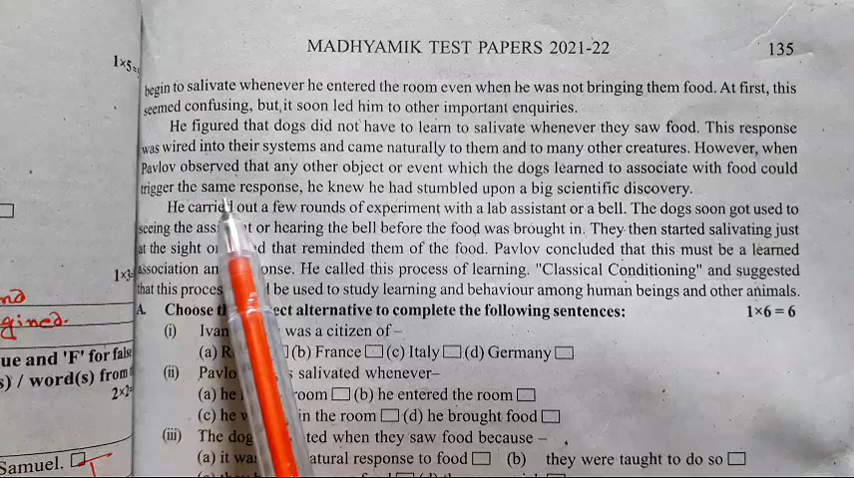 MADHYAMIK TEST PAPERS 2021-22
135
1×5=
begin to salivate whenever he entered the room even when he was not bringing them food. At first, this
seemed confusing, but it soon led him to other important enquiries.
He figured that dogs did not have to learn to salivate whenever they saw food. This response
was wired into their systems and came naturally to them and to many other creatures. However, when
Pavlov observed that any other object or event which the dogs learned to associate with food could
trigger the same response, he knew he had stumbled upon a big scientific discovery.
He carried out a few rounds of experiment with a lab assistant or a bell. The dogs soon got used to
seeing the or hearing the bell before the food was brought in. They then started salivating just
at the sight that reminded them of the food. Pavlov concluded that this must be a learned
1×3=
association He called this process of learning. "Classical Conditioning" and suggested
that this be used to study learning and behaviour among human beings and other animals.
A. Choose alternative to complete the following sentences: 1×6=6
(i) Ivan was a citizen of –
(a) (b) France (c) Italy (d) Germany
(ii) salivated whenever–
(a) he room (b) he entered the room
(c) he in the room (d) he brought food
(iii) The when they saw food because –
(a) it response to food (b) they were taught to do so
gined.
ue and 'F' for false
s) / word(s) from
2×2=
Samuel.